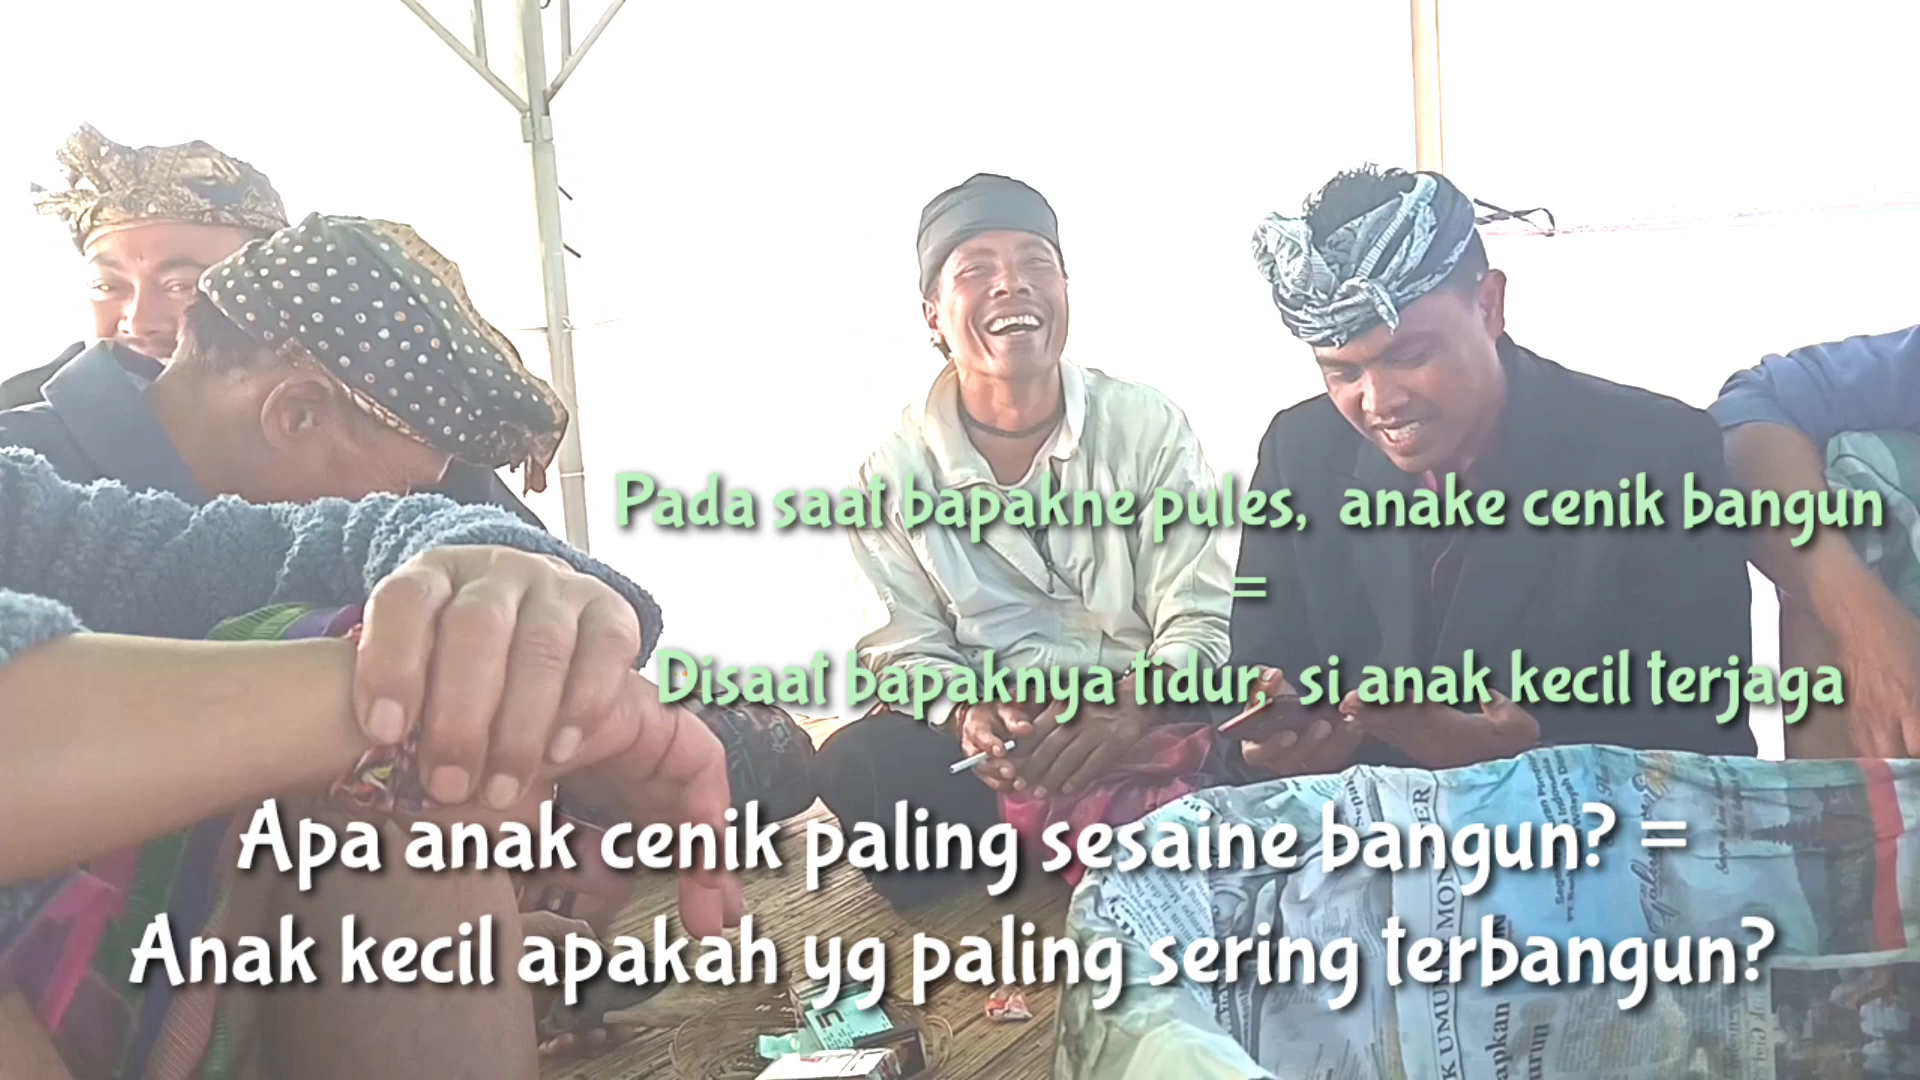 Pada saat bapakne pules, anake cenik bangun
=
Disaat bapaknya tidur, si anak kecil terjaga
Apa anak cenik paling sesaine bangun? =
Anak kecil apakah yg paling sering terbangun?